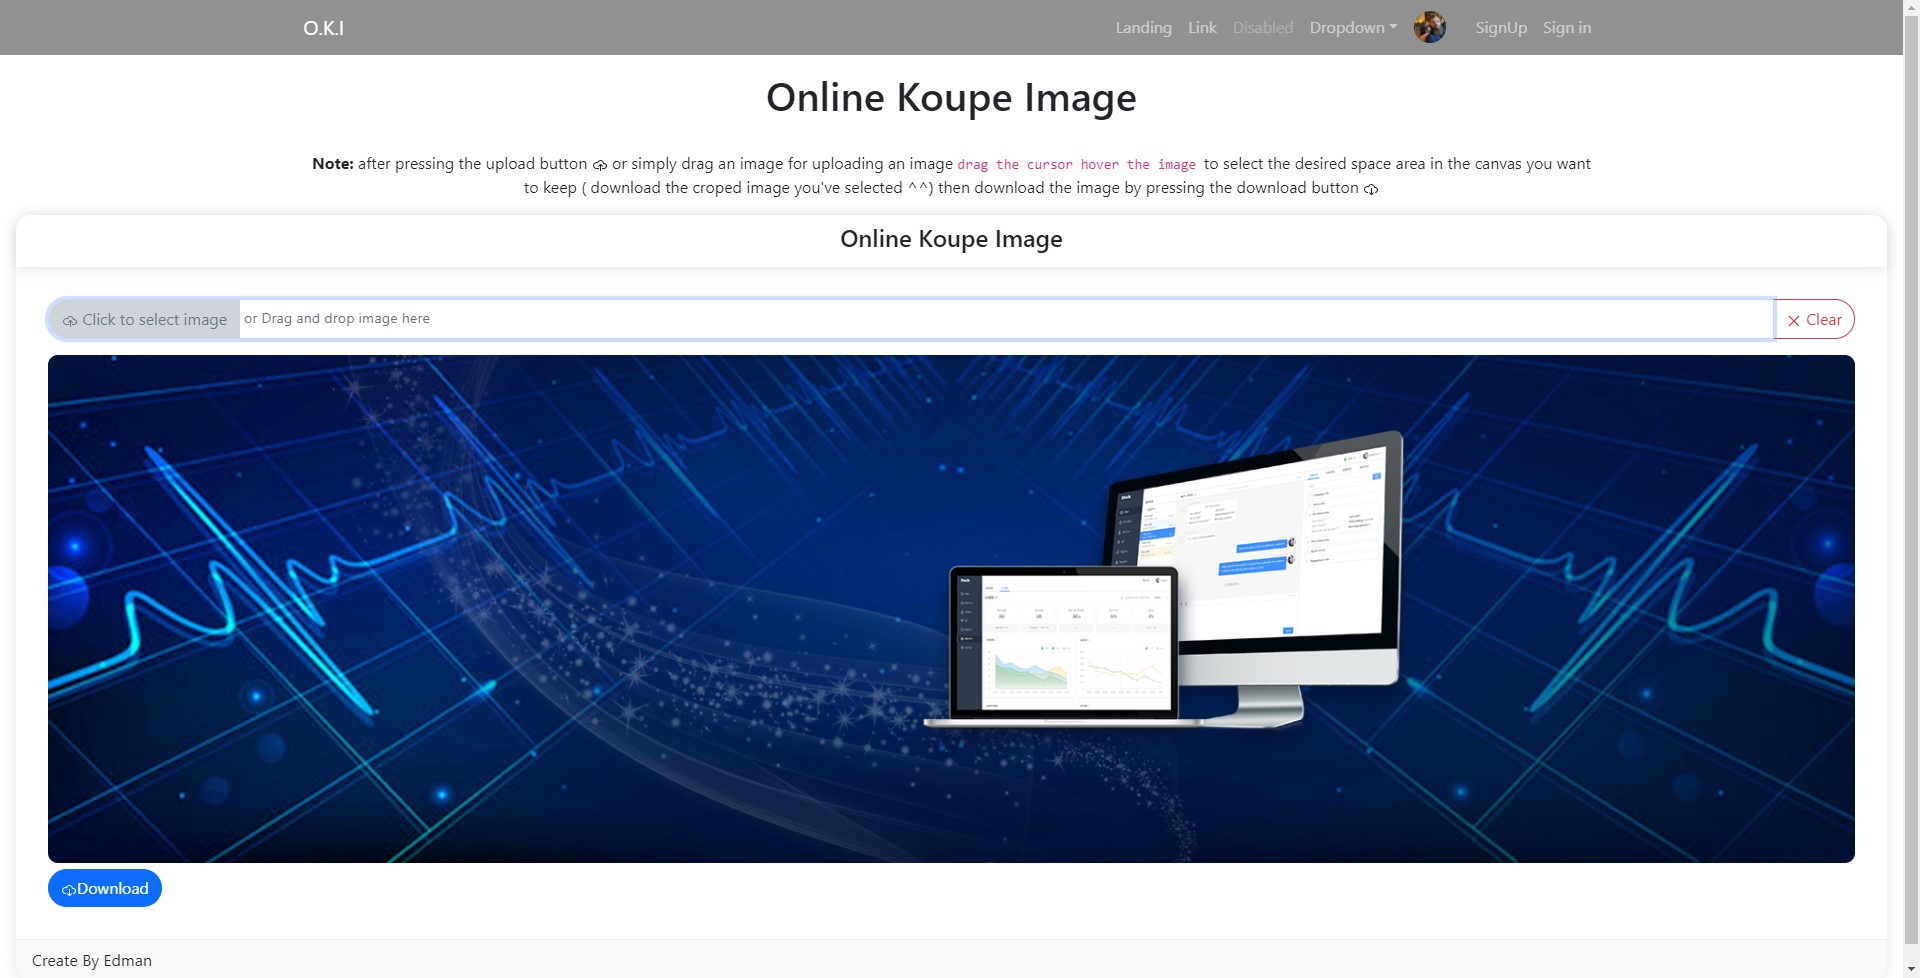 O.K.I Landing Link Disabled Dropdown SignUp Sign in
Online Koupe Image
Note: after pressing the upload button or simply drag an image for uploading an image drag the cursor hover the image to select the desired space area in the canvas you want
to keep ( download the croped image you've selected ^^) then download the image by pressing the download button
Online Koupe Image
Click to select image or Drag and drop image here Clear
Download
Create By Edman